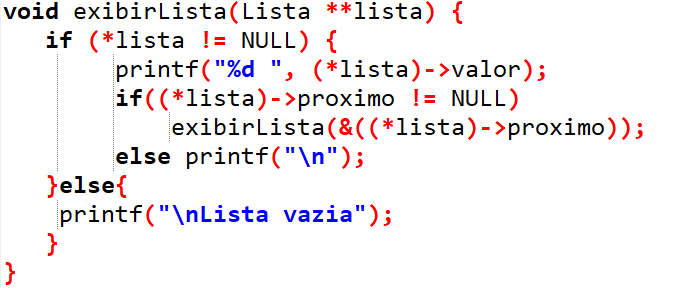 void exibirLista(Lista **lista) {
if (*lista != NULL) {
printf("%d ", (*lista)->valor);
if((*lista)->proximo != NULL)
exibirLista(&((*lista)->proximo));
else printf("\n");
}else{
printf("\nLista vazia");
}
}